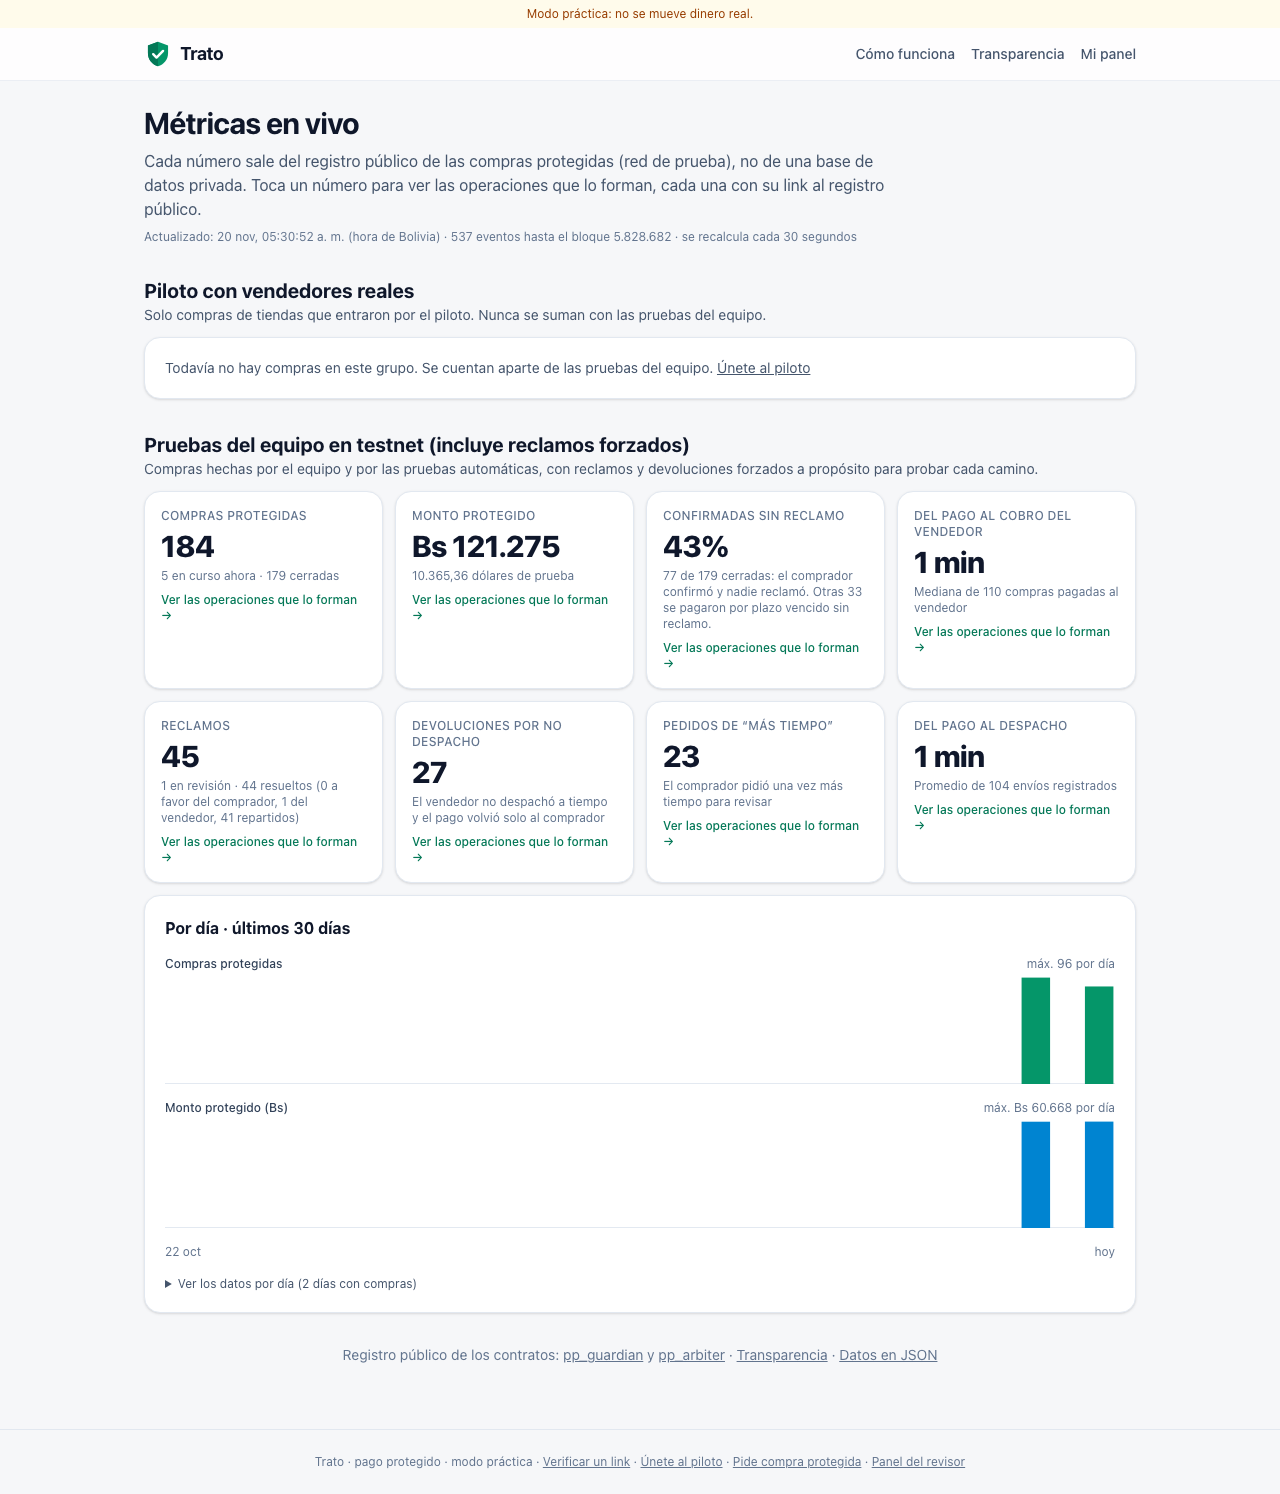 Modo práctica: no se mueve dinero real.
Trato
Cómo funciona
Transparencia
Mi panel
Métricas en vivo
Cada número sale del registro público de las compras protegidas (red de prueba), no de una base de
datos privada. Toca un número para ver las operaciones que lo forman, cada una con su link al registro
público.
Actualizado: 20 nov, 05:30:52 a. m. (hora de Bolivia) · 537 eventos hasta el bloque 5.828.682 · se recalcula cada 30 segundos
Piloto con vendedores reales
Solo compras de tiendas que entraron por el piloto. Nunca se suman con las pruebas del equipo.
Todavía no hay compras en este grupo. Se cuentan aparte de las pruebas del equipo. Únete al piloto
Pruebas del equipo en testnet (incluye reclamos forzados)
Compras hechas por el equipo y por las pruebas automáticas, con reclamos y devoluciones forzados a propósito para probar cada camino.
COMPRAS PROTEGIDAS
184
5 en curso ahora · 179 cerradas
Ver las operaciones que lo forman
→
MONTO PROTEGIDO
Bs 121.275
10.365,36 dólares de prueba
Ver las operaciones que lo forman
→
CONFIRMADAS SIN RECLAMO
43%
77 de 179 cerradas: el comprador
confirmó y nadie reclamó. Otras 33
se pagaron por plazo vencido sin
reclamo.
Ver las operaciones que lo forman
→
DEL PAGO AL COBRO DEL
VENDEDOR
1 min
Mediana de 110 compras pagadas al
vendedor
Ver las operaciones que lo forman
→
RECLAMOS
45
1 en revisión · 44 resueltos (0 a
favor del comprador, 1 del
vendedor, 41 repartidos)
Ver las operaciones que lo forman
→
DEVOLUCIONES POR NO
DESPACHO
27
El vendedor no despachó a tiempo
y el pago volvió solo al comprador
Ver las operaciones que lo forman
→
PEDIDOS DE “MÁS TIEMPO”
23
El comprador pidió una vez más
tiempo para revisar
Ver las operaciones que lo forman
→
DEL PAGO AL DESPACHO
1 min
Promedio de 104 envíos registrados
Ver las operaciones que lo forman
→
Por día · últimos 30 días
Compras protegidas
máx. 96 por día
Monto protegido (Bs)
máx. Bs 60.668 por día
22 oct
hoy
▶ Ver los datos por día (2 días con compras)
Registro público de los contratos: pp_guardian y pp_arbiter · Transparencia · Datos en JSON
Trato · pago protegido · modo práctica · Verificar un link · Únete al piloto · Pide compra protegida · Panel del revisor